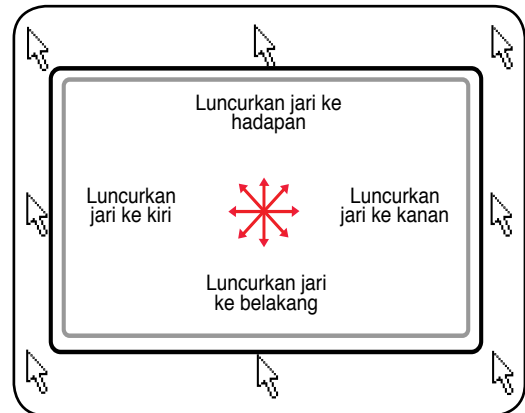 Luncurkan jari ke
hadapan
Luncurkan
jari ke kiri
Luncurkan
jari ke kanan
Luncurkan jari
ke belakang